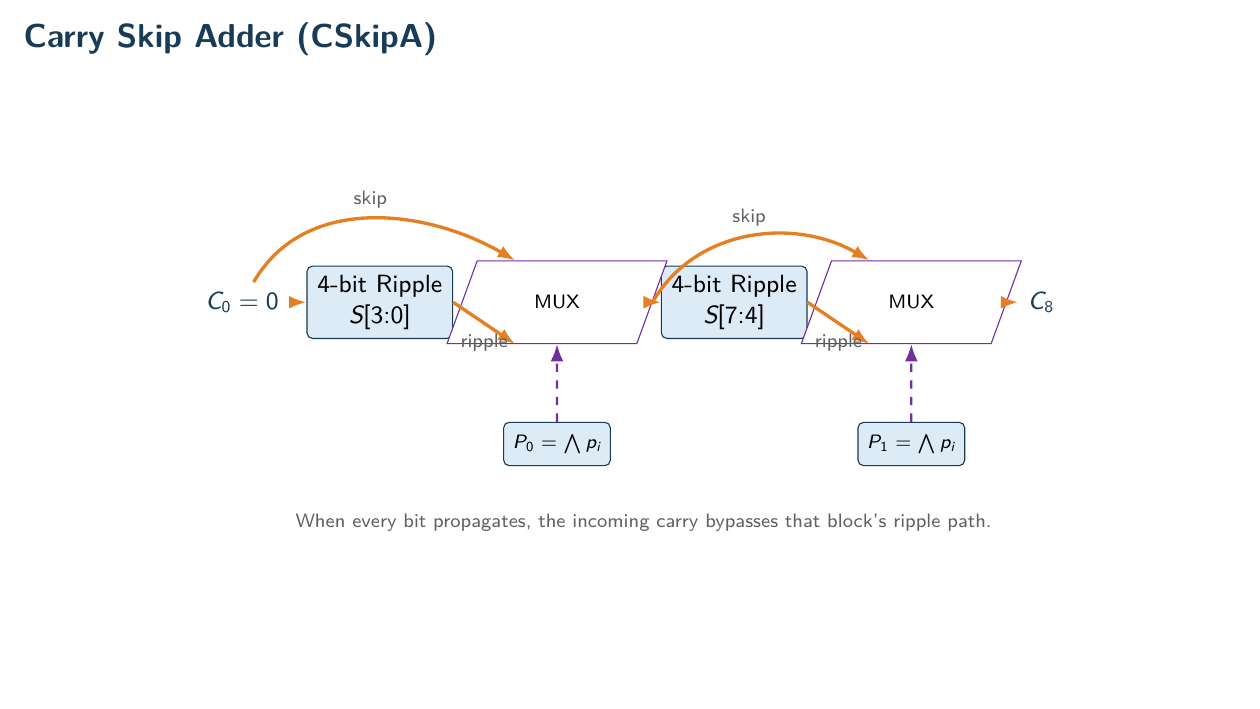 Carry Skip Adder (CSkipA)
skip
skip
C₀ = 0
4-bit Ripple
S[3:0]
MUX
4-bit Ripple
S[7:4]
MUX
C₈
ripple
ripple
P₀ = ⋀ pᵢ
P₁ = ⋀ pᵢ
When every bit propagates, the incoming carry bypasses that block's ripple path.